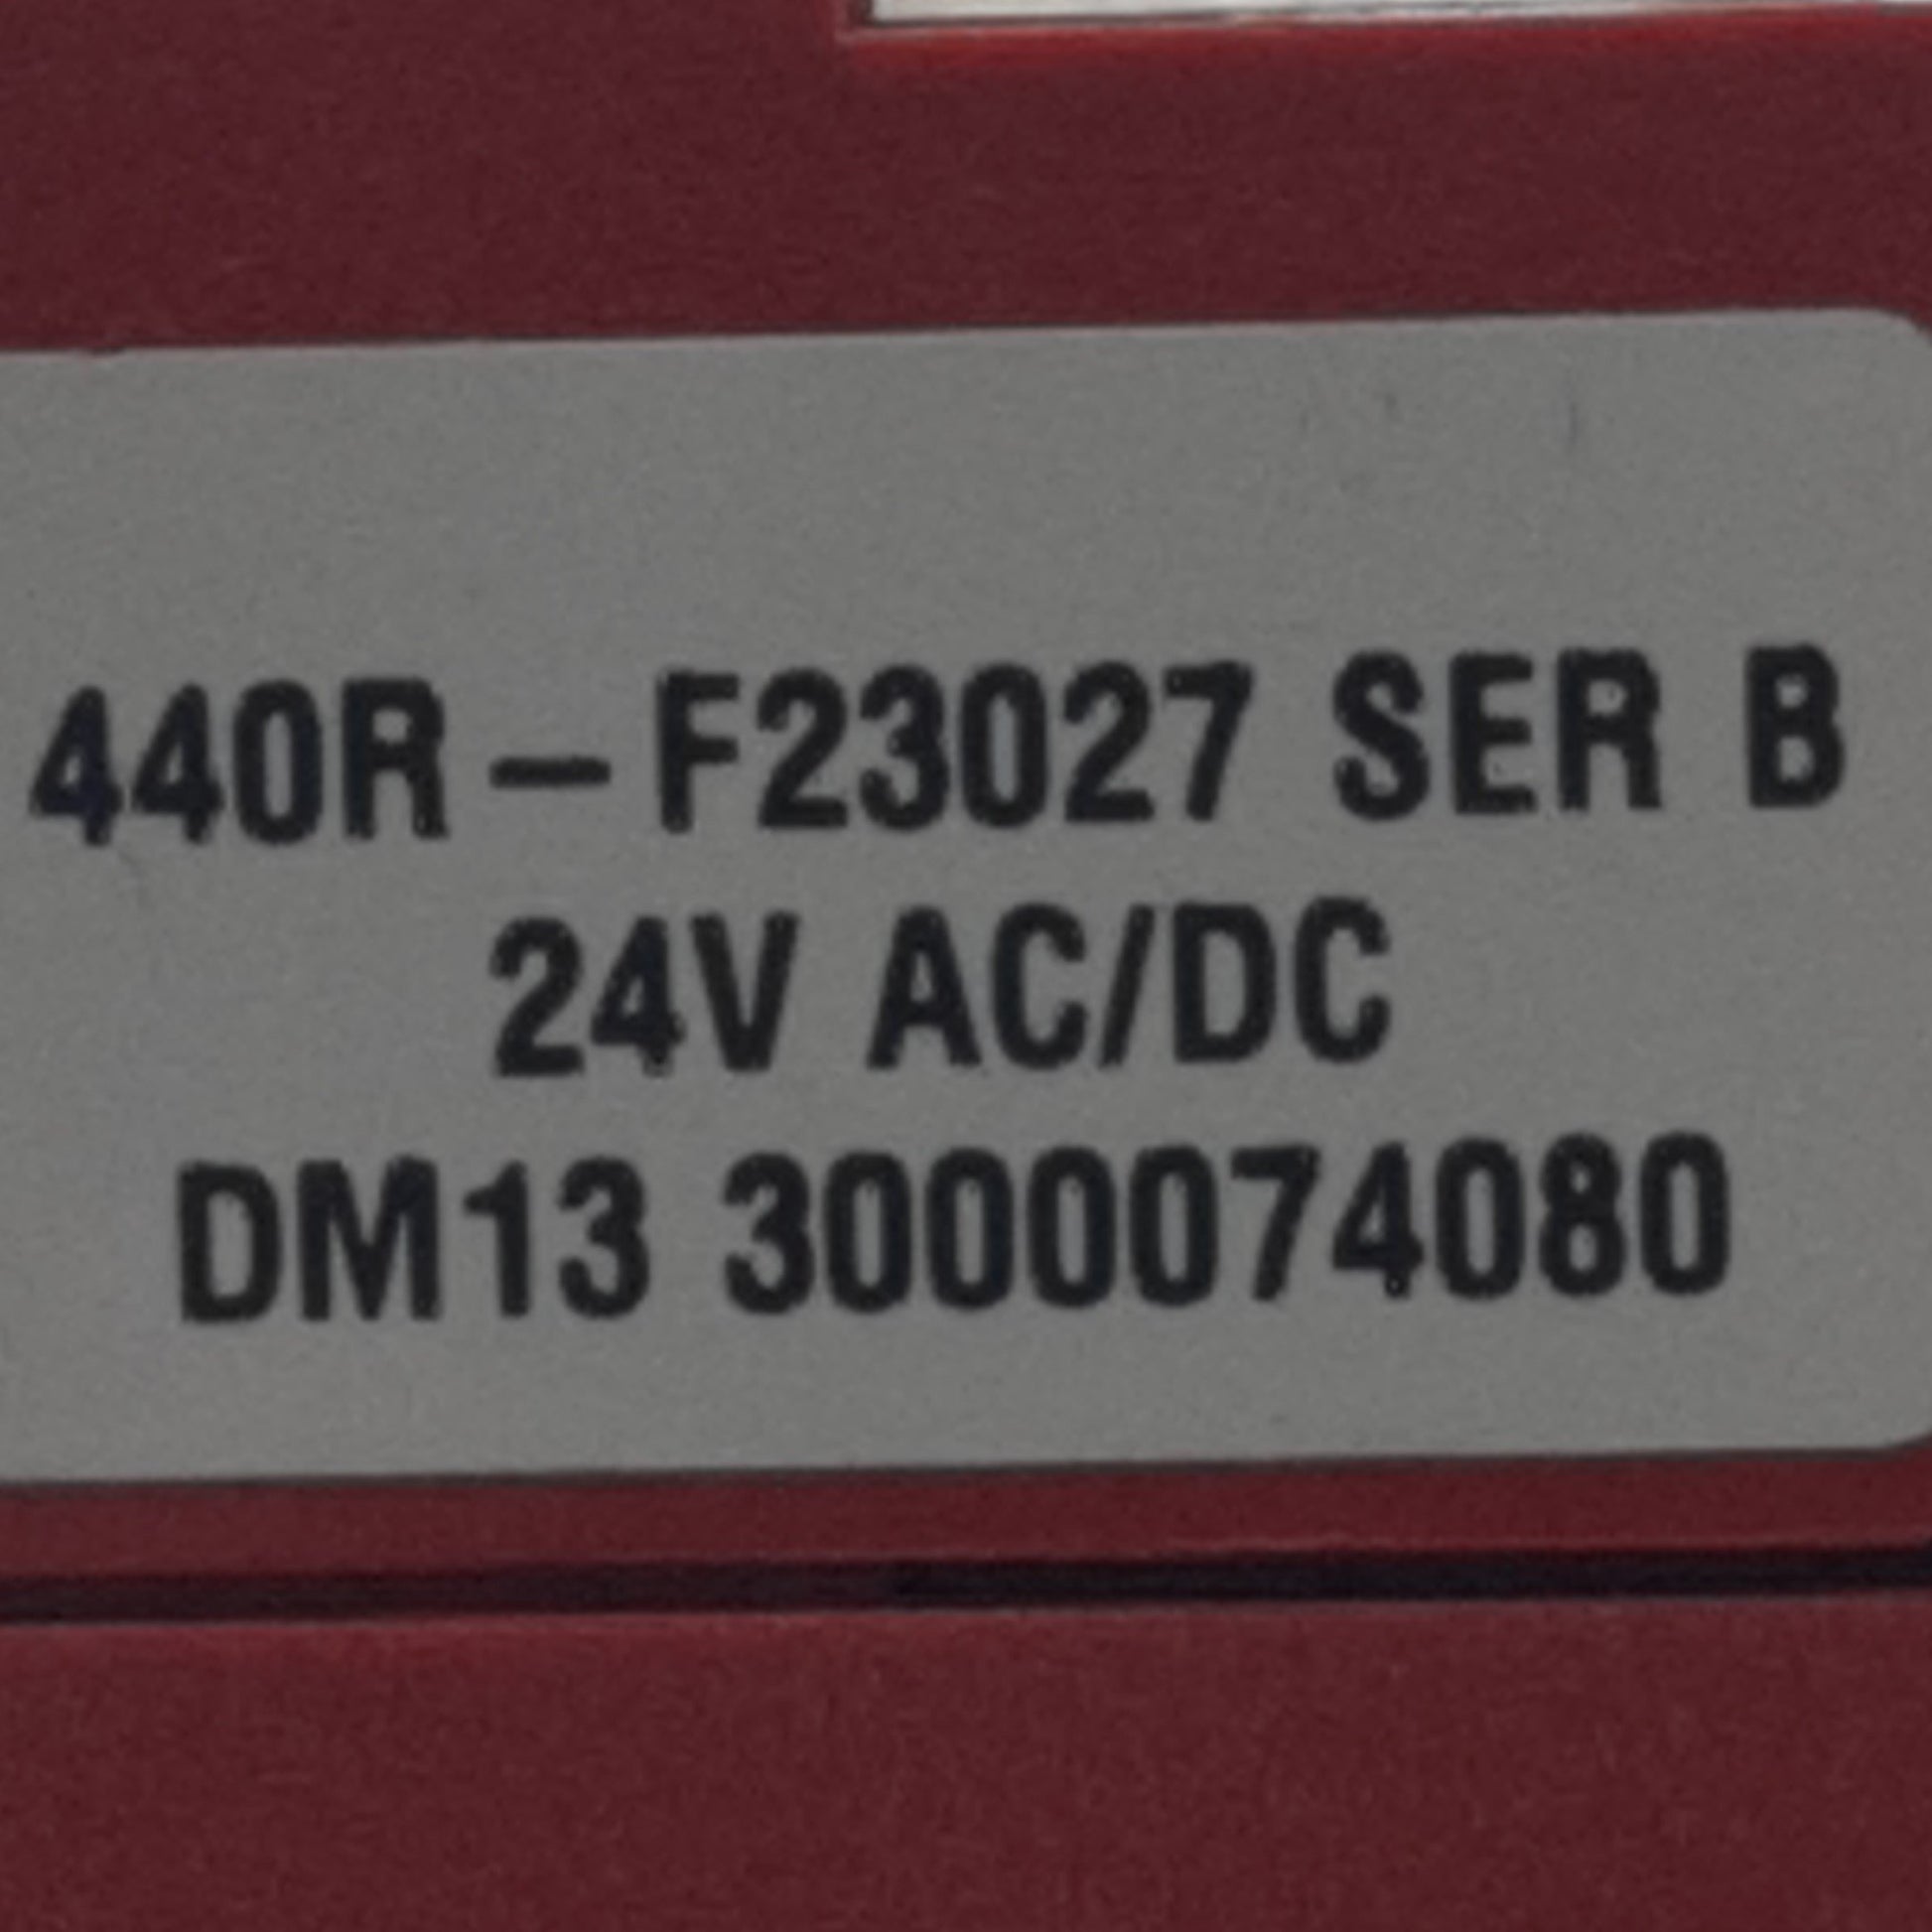 440R-F23027 SER B
24V AC/DC
DM13 3000074080